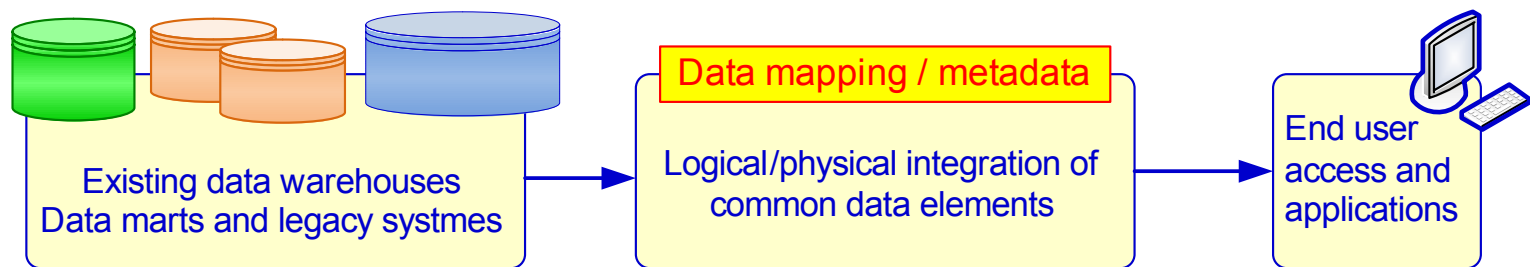 Existing data warehouses
Data marts and legacy systmes
Data mapping / metadata
Logical/physical integration of
common data elements
End user
access and
applications